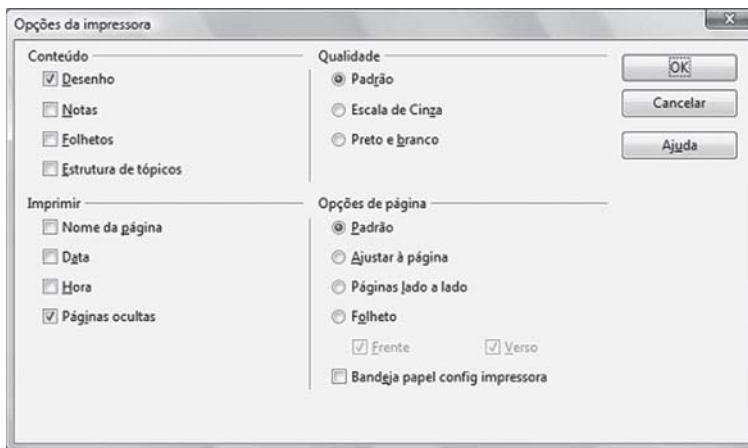 Opções da impressora
Conteúdo
Desenho
Notas
Folhetos
Estrutura de tópicos
Imprimir
Nome da página
Data
Hora
Páginas ocultas
Qualidade
Padrão
Escala de Cinza
Preto e branco
Opções de página
Padrão
Ajustar à página
Páginas lado a lado
Folheto
Frente Verso
Bandeja papel config impressora
OK
Cancelar
Ajuda